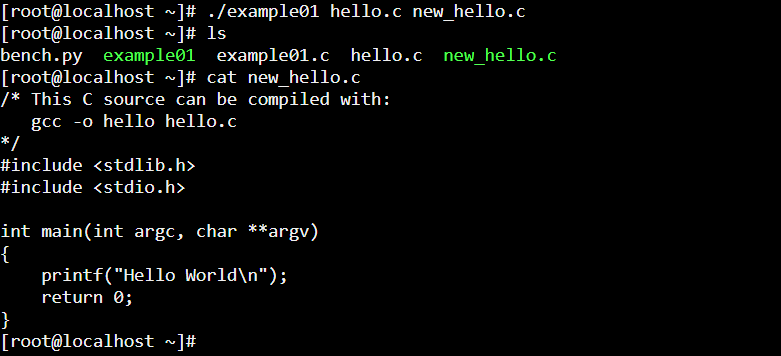 [root@localhost ~]# ./example01 hello.c new_hello.c
[root@localhost ~]# ls
bench.py  example01  example01.c  hello.c  new_hello.c
[root@localhost ~]# cat new_hello.c
/* This C source can be compiled with:
   gcc -o hello hello.c
*/
#include <stdlib.h>
#include <stdio.h>

int main(int argc, char **argv)
{
    printf("Hello World\n");
    return 0;
}
[root@localhost ~]#